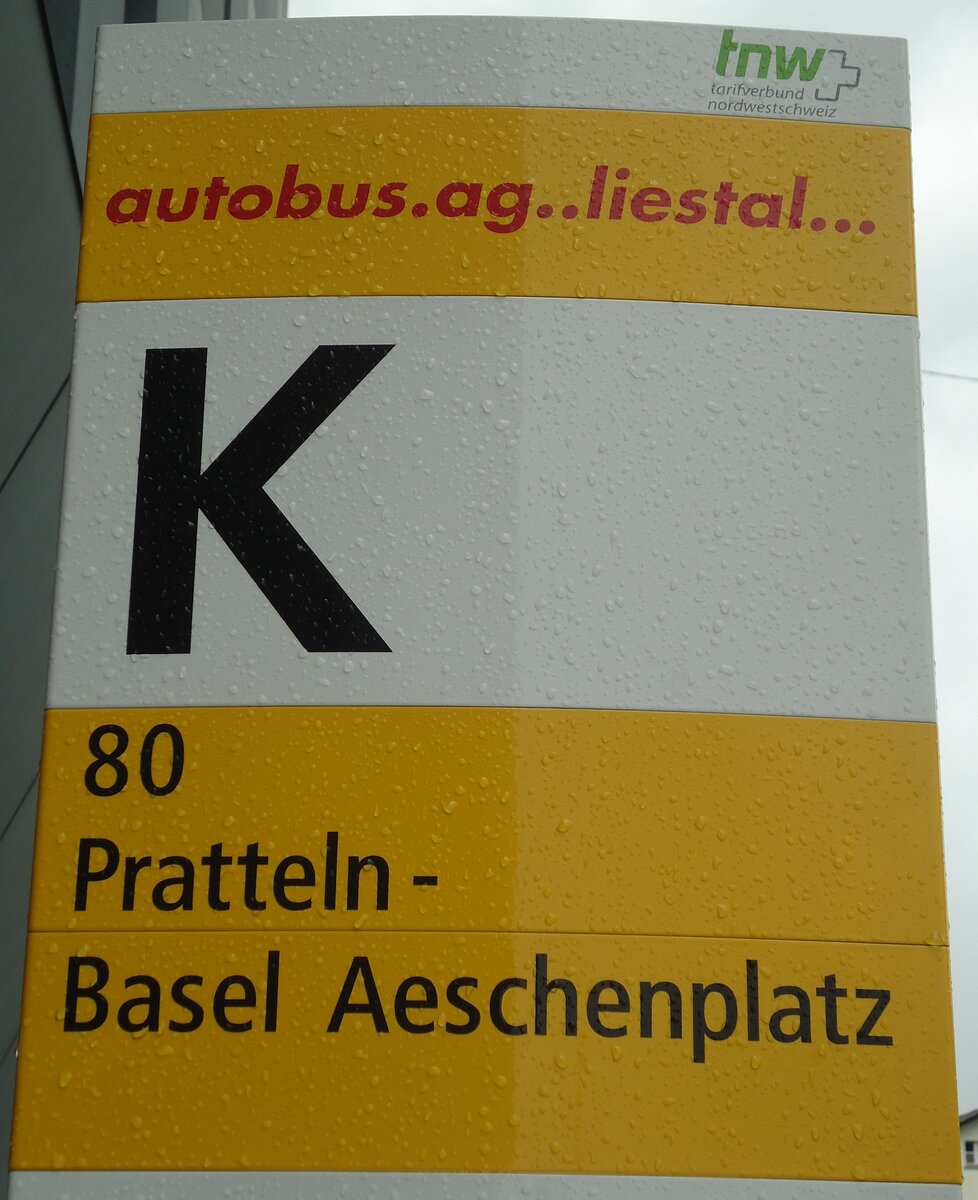 tnw
tarifverbund
nordwestschweiz
autobus.ag..liestal...
K
80
Pratteln -
Basel Aeschenplatz